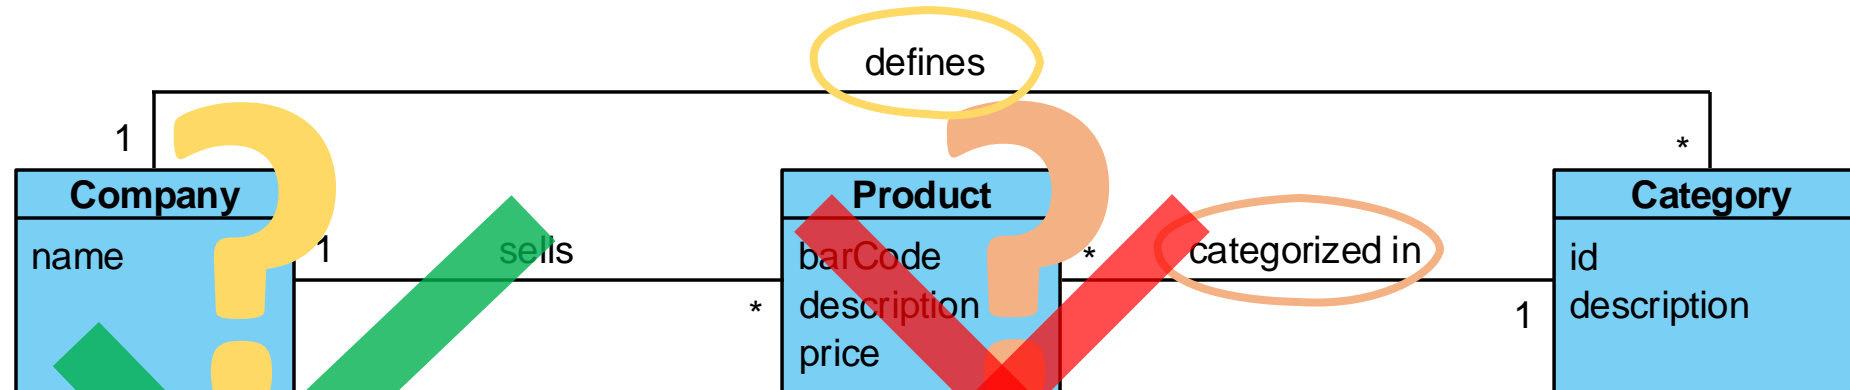 defines
1
*
Company
Product
Category
name
1
sells
*
barCode
description
price
*
categorized in
1
id
description
?
?